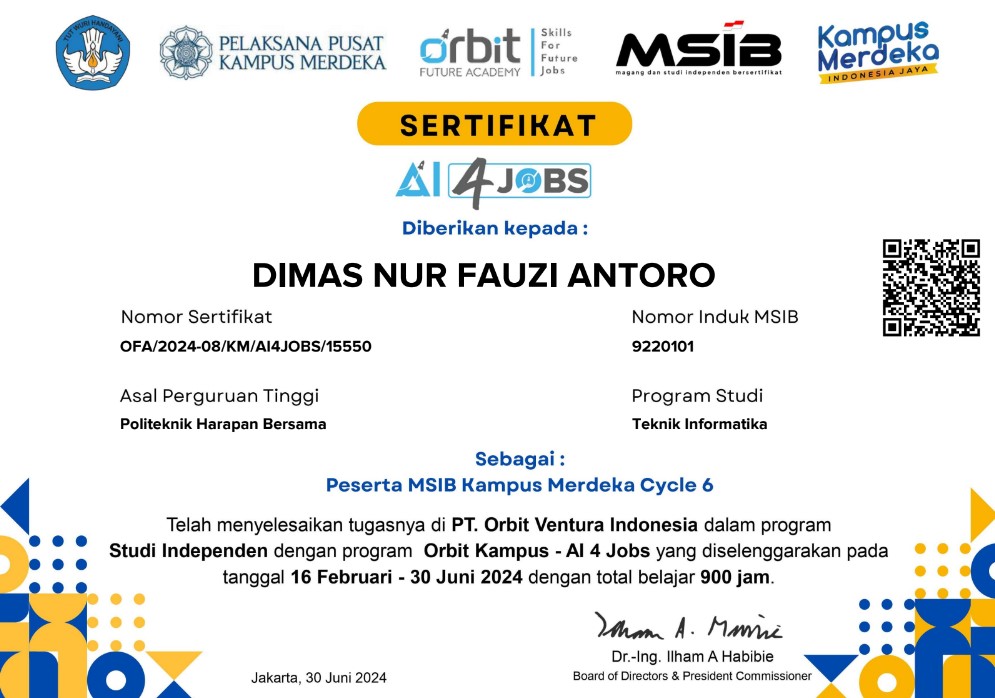 TUT WURI HANDAYANI
PELAKSANA PUSAT
KAMPUS MERDEKA
Orbit
FUTURE ACADEMY
Skills
For
Future
Jobs
MSIB
magang dan studi independen bersertifikat
Kampus
Merdeka
INDONESIA JAYA
SERTIFIKAT
AI 4 JOBS
Diberikan kepada :
DIMAS NUR FAUZI ANTORO
Nomor Sertifikat
OFA/2024-08/KM/AI4JOBS/15550
Nomor Induk MSIB
9220101
Asal Perguruan Tinggi
Politeknik Harapan Bersama
Program Studi
Teknik Informatika
Sebagai :
Peserta MSIB Kampus Merdeka Cycle 6
Telah menyelesaikan tugasnya di PT. Orbit Ventura Indonesia dalam program
Studi Independen dengan program Orbit Kampus - AI 4 Jobs yang diselenggarakan pada
tanggal 16 Februari - 30 Juni 2024 dengan total belajar 900 jam.
Jakarta, 30 Juni 2024
Dr.-Ing. Ilham A Habibie
Board of Directors & President Commissioner